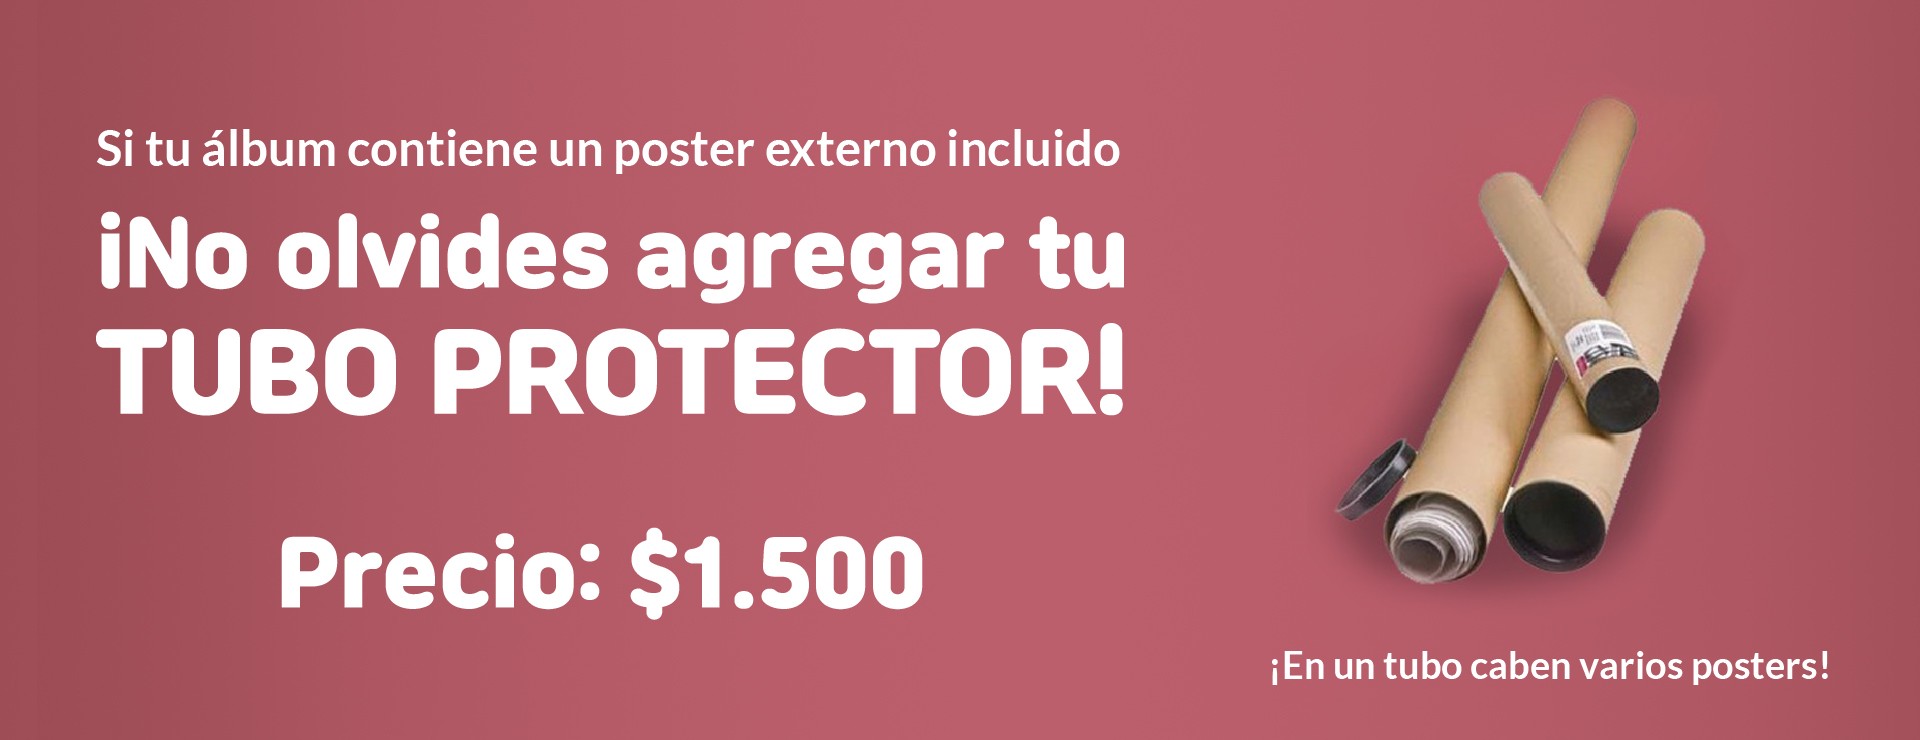 Si tu álbum contiene un poster externo incluido
¡No olvides agregar tu
TUBO PROTECTOR!
Precio: $1.500
¡En un tubo caben varios posters!